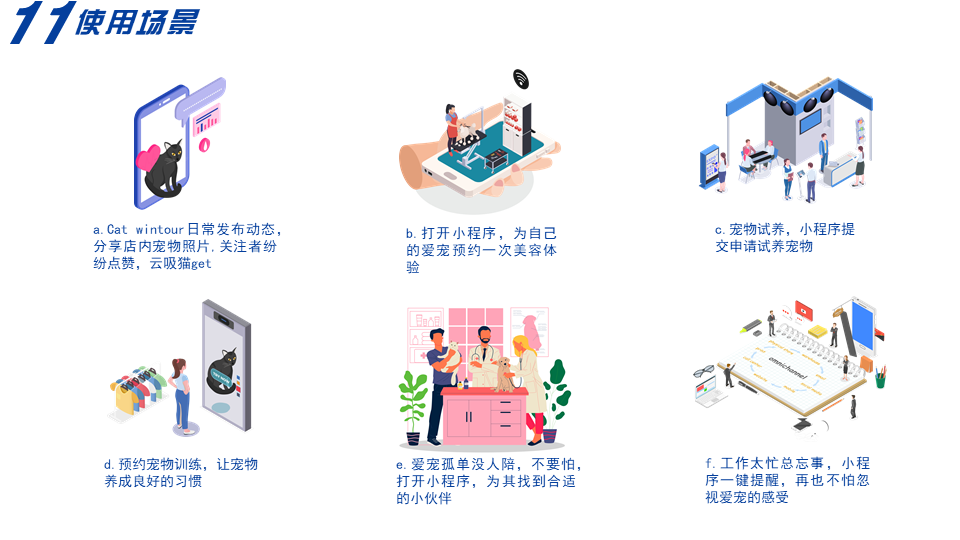 11使用场景
a.Cat wintour日常发布动态，
分享店内宠物照片,关注者纷
纷点赞，云吸猫get
b.打开小程序，为自己
的爱宠预约一次美容体
验
c.宠物试养，小程序提
交申请试养宠物
omnichannel
d.预约宠物训练，让宠物
养成良好的习惯
e.爱宠孤单没人陪，不要怕，
打开小程序，为其找到合适
的小伙伴
f.工作太忙总忘事，小程
序一键提醒，再也不怕忽
视爱宠的感受